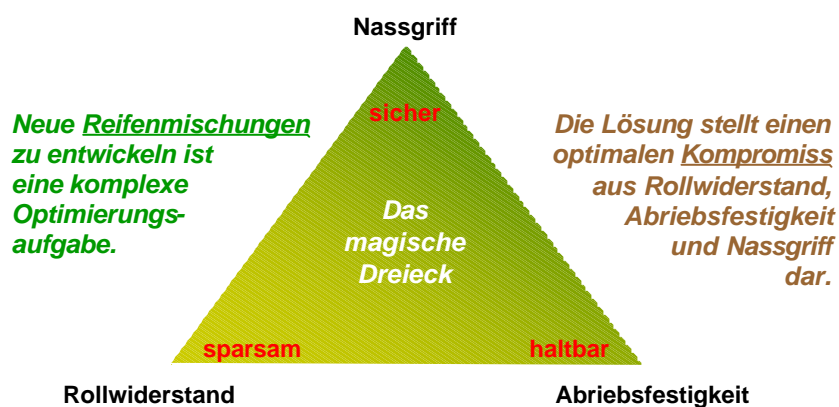 Nassgriff
sicher
Neue Reifenmischungen
zu entwickeln ist
eine komplexe
Optimierungs-
aufgabe.
Die Lösung stellt einen
optimalen Kompromiss
aus Rollwiderstand,
Abriebsfestigkeit
und Nassgriff
dar.
Das
magische
Dreieck
sparsam
haltbar
Rollwiderstand
Abriebsfestigkeit